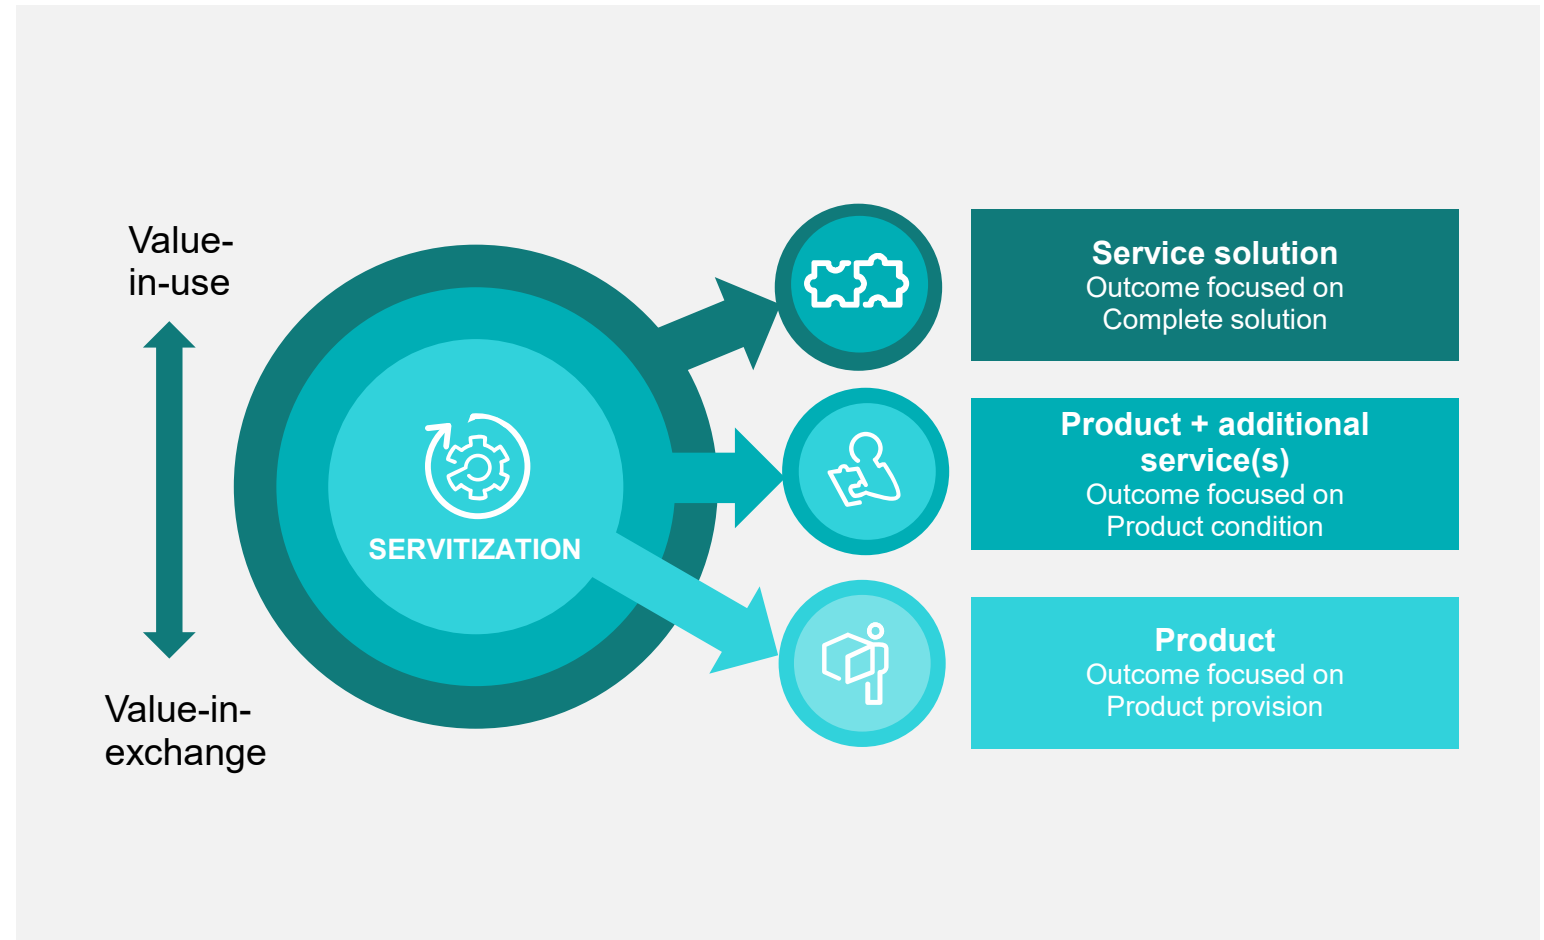 Value-
in-use
Value-in-
exchange
SERVITIZATION
Service solution
Outcome focused on
Complete solution
Product + additional
service(s)
Outcome focused on
Product condition
Product
Outcome focused on
Product provision